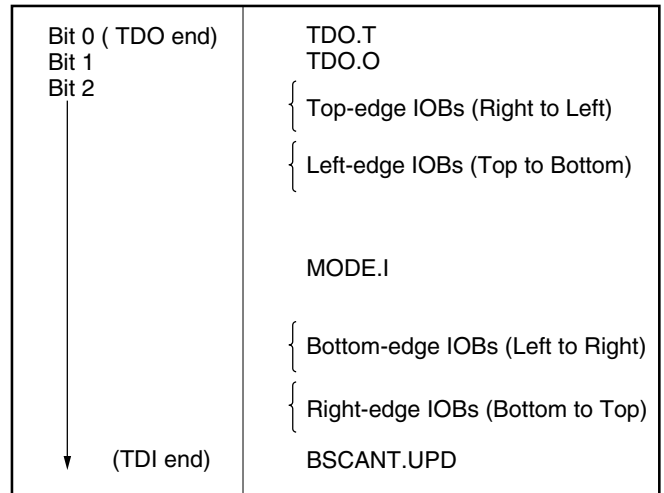 Bit 0 ( TDO end) TDO.T
Bit 1 TDO.O
Bit 2
Top-edge IOBs (Right to Left)
Left-edge IOBs (Top to Bottom)
MODE.I
Bottom-edge IOBs (Left to Right)
Right-edge IOBs (Bottom to Top)
(TDI end) BSCANT.UPD